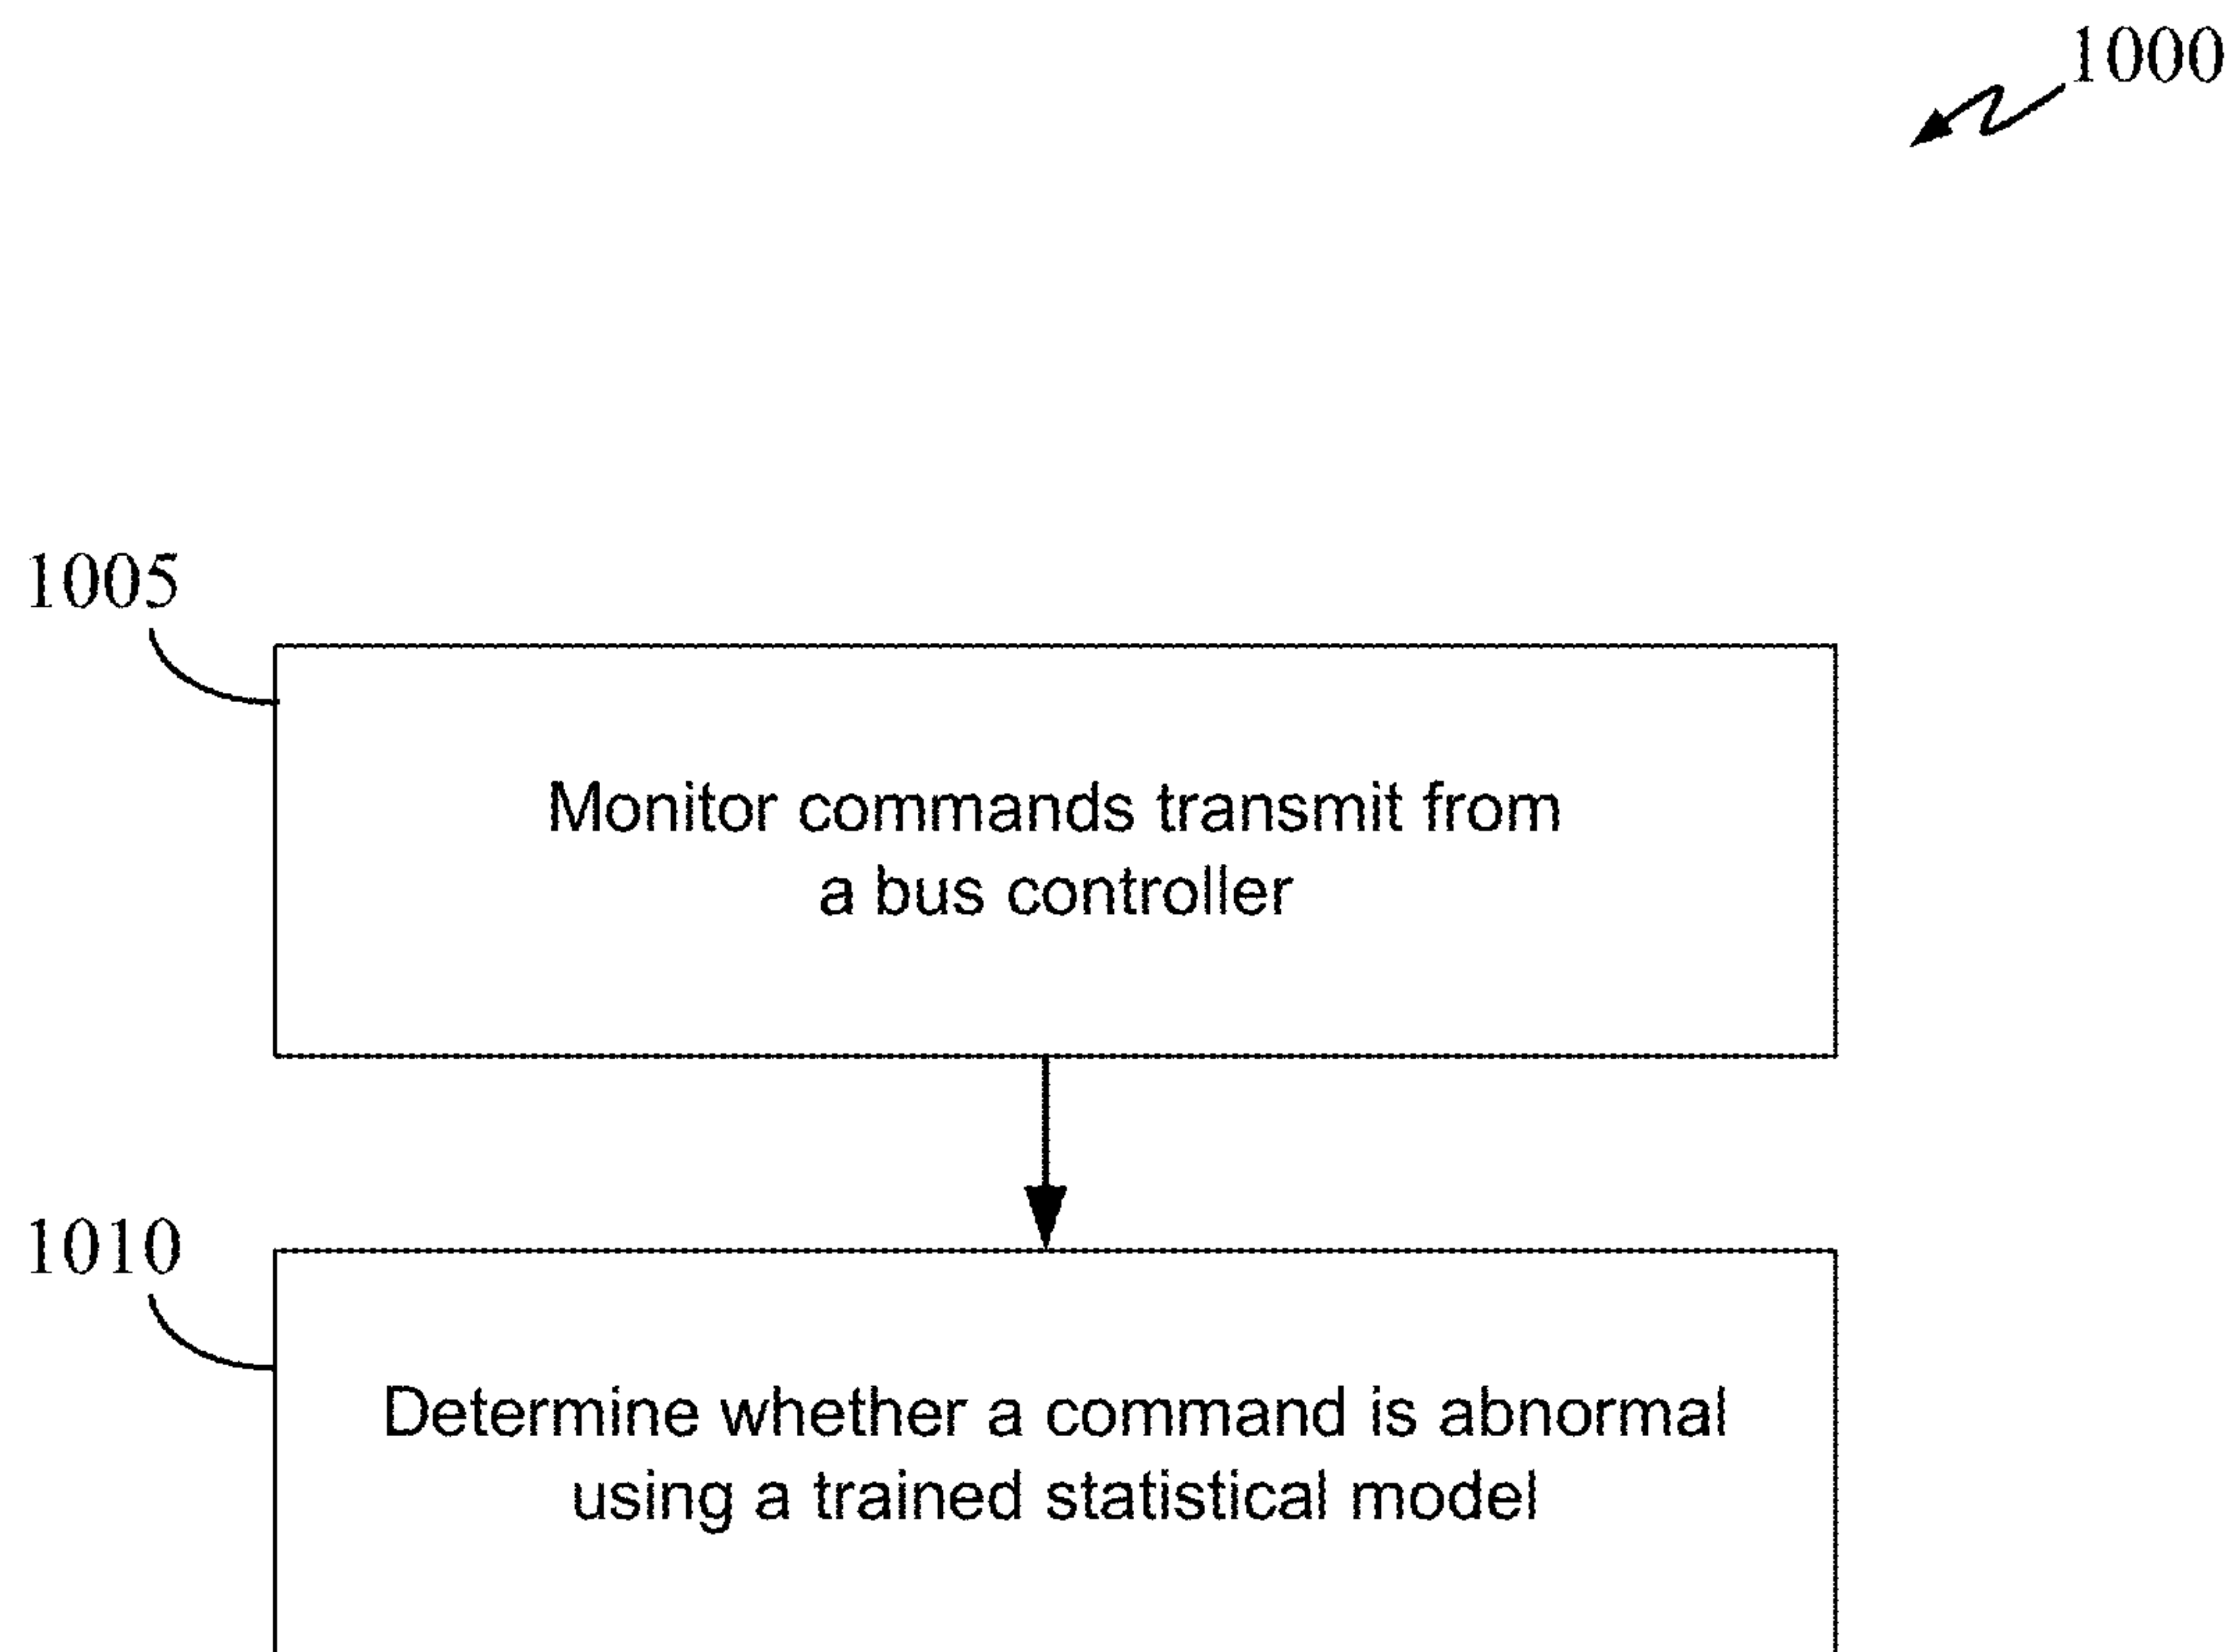 1000
1005
Monitor commands transmit from
a bus controller
1010
Determine whether a command is abnormal
using a trained statistical model